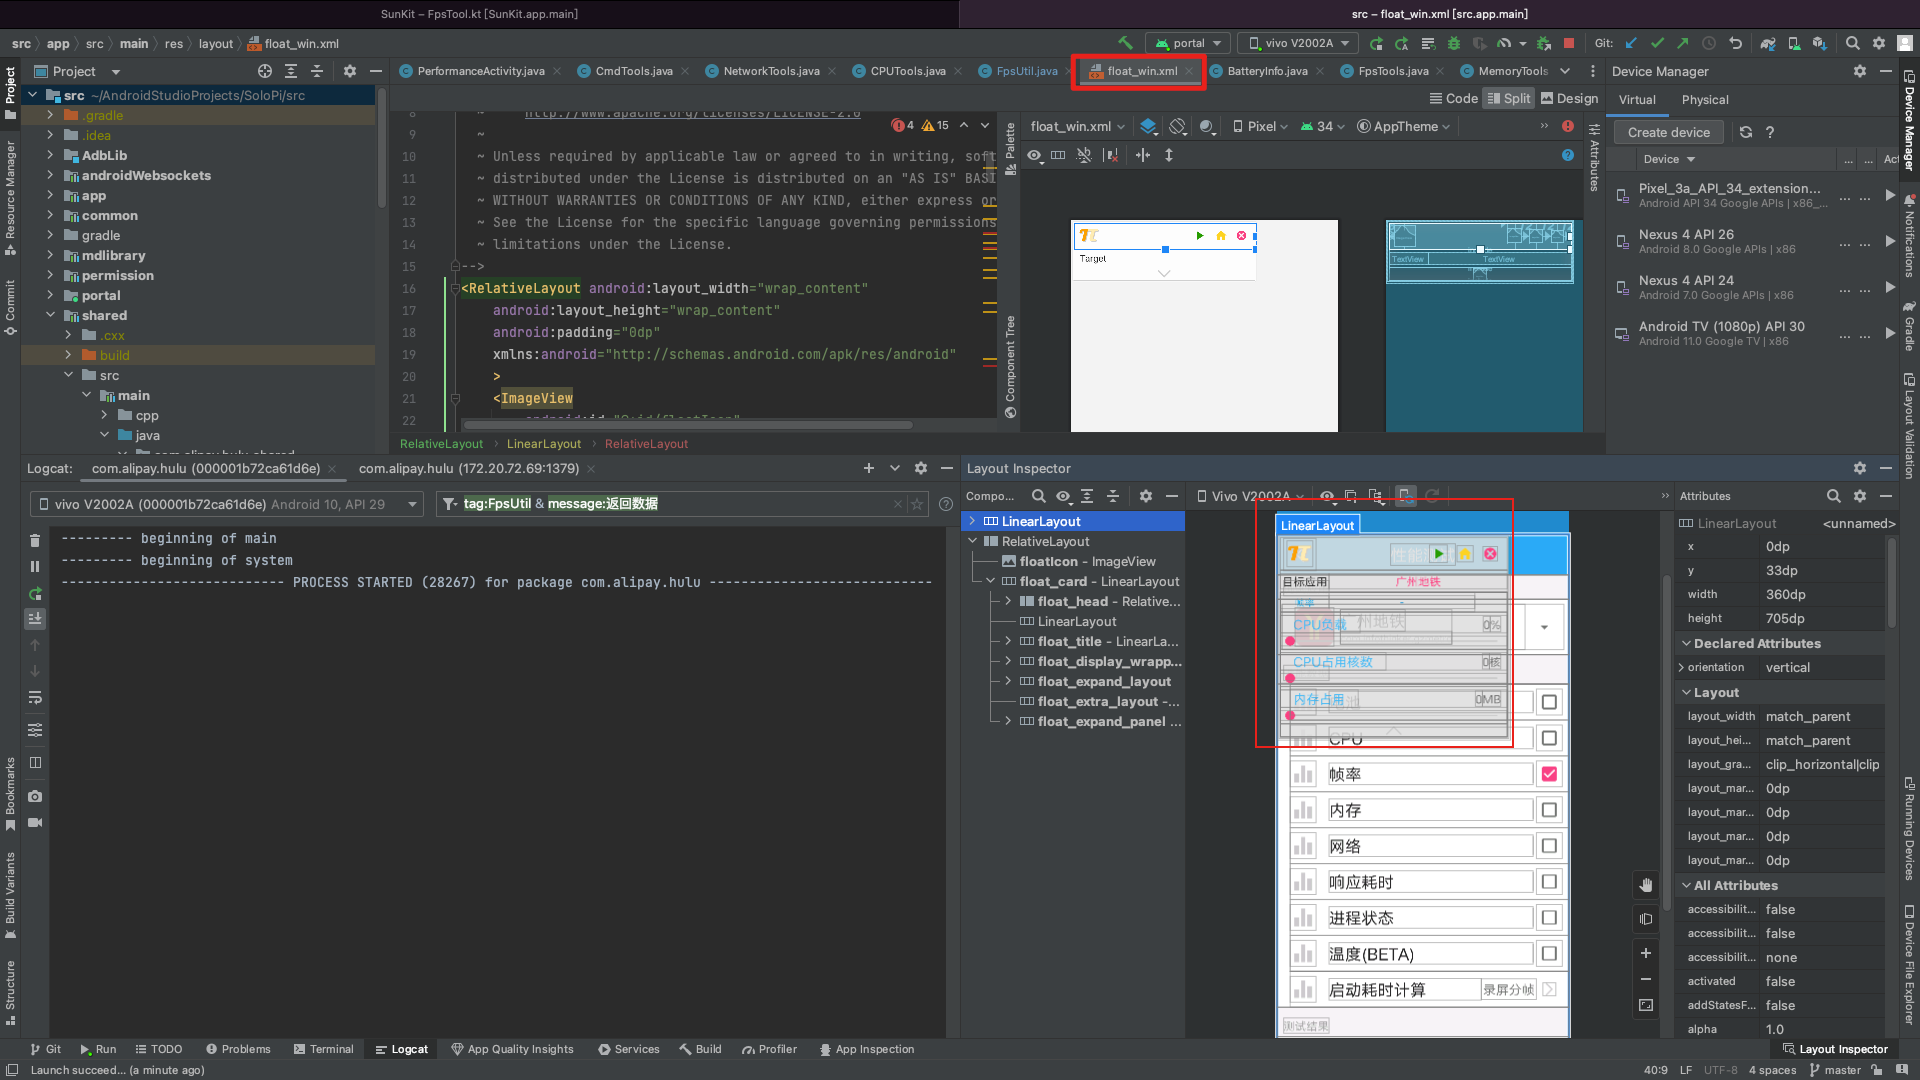 SunKit – FpsTool.kt [SunKit.app.main]
src – float_win.xml [src.app.main]
src app src main res layout float_win.xml
portal
vivo V2002A
Git:
Project
PerformanceActivity.java
CmdTools.java
NetworkTools.java
CPUTools.java
FpsUtil.java
float_win.xml
BatteryInfo.java
FpsTools.java
MemoryTools
Device Manager
src ~/AndroidStudioProjects/SoloPi/src
.gradle
.idea
AdbLib
androidWebsockets
app
common
gradle
mdlibrary
permission
portal
shared
.cxx
build
src
main
cpp
java
Code
Split
Design
4
15
8 http://www.apache.org/licenses/LICENSE-2.0
9 ~
10 ~ Unless required by applicable law or agreed to in writing, soft
11 ~ distributed under the License is distributed on an "AS IS" BASI
12 ~ WITHOUT WARRANTIES OR CONDITIONS OF ANY KIND, either express or
13 ~ See the License for the specific language governing permissions
14 ~ limitations under the License.
15 -->
16 <RelativeLayout android:layout_width="wrap_content"
17 android:layout_height="wrap_content"
18 android:padding="0dp"
19 xmlns:android="http://schemas.android.com/apk/res/android"
20 >
21 <ImageView
22
RelativeLayout LinearLayout RelativeLayout
Palette
Component Tree
float_win.xml
Pixel
34
AppTheme
Attributes
Target
TextView
TextView
Virtual
Physical
Create device
?
Device
...
...
Act
Pixel_3a_API_34_extension...
Android API 34 Google APIs | x86_...
Nexus 4 API 26
Android 8.0 Google APIs | x86
Nexus 4 API 24
Android 7.0 Google APIs | x86
Android TV (1080p) API 30
Android 11.0 Google TV | x86
Project
Resource Manager
Commit
Bookmarks
Build Variants
Structure
Device Manager
Notifications
Gradle
Layout Validation
Running Devices
Device File Explorer
Logcat:
com.alipay.hulu (000001b72ca61d6e)
com.alipay.hulu (172.20.72.69:1379)
vivo V2002A (000001b72ca61d6e) Android 10, API 29
tag:FpsUtil & message:返回数据
--------- beginning of main
--------- beginning of system
---------------------------- PROCESS STARTED (28267) for package com.alipay.hulu ----------------------------
Layout Inspector
Compo...
LinearLayout
RelativeLayout
floatIcon - ImageView
float_card - LinearLayout
float_head - Relative...
LinearLayout
float_title - LinearLa...
float_display_wrapp...
float_expand_layout
float_extra_layout -...
float_expand_panel ...
Vivo V2002A
LinearLayout
目标应用
广州地铁
帧率
-
广州地铁
CPU负载
0%
CPU占用核数
0核
内存占用
0MB
CPU
帧率
内存
网络
响应耗时
进程状态
温度(BETA)
启动耗时计算
录屏分帧
测试结果
Attributes
LinearLayout
<unnamed>
x 0dp
y 33dp
width 360dp
height 705dp
Declared Attributes
orientation vertical
Layout
layout_width match_parent
layout_hei... match_parent
layout_gra... clip_horizontal|clip
layout_mar... 0dp
layout_mar... 0dp
layout_mar... 0dp
layout_mar... 0dp
All Attributes
accessibilit... false
accessibilit... false
accessibilit... none
activated false
addStatesF... false
alpha 1.0
Git
Run
TODO
Problems
Terminal
Logcat
App Quality Insights
Services
Build
Profiler
App Inspection
Layout Inspector
Launch succeed... (a minute ago)
40:9
LF
UTF-8
4 spaces
master